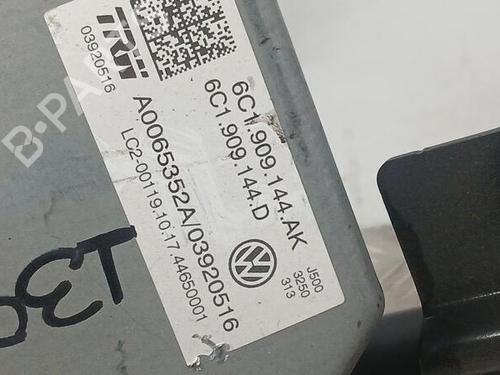 TRW
03920516
6C1.909.144.AK
6C1.909.144.D
A0065352A/03920516
LC2-00119.10.17 44650001
J500
3250
313
B-PA